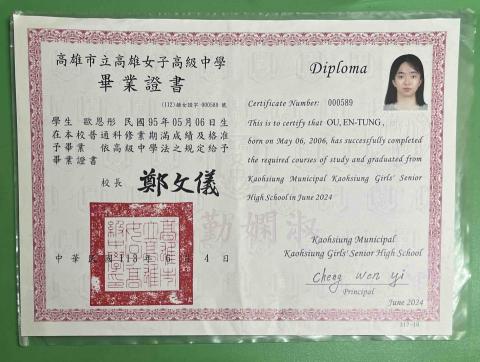 高雄市立高雄女子高級中學
畢業證書
(112)雄女證字 000589 號
學生 歐恩彤 民國95年05月06日生
在本校普通科修業期滿成績及格准
予畢業 依高級中學法之規定給予
畢業證書
校長 鄭文儀
中華民國113年6月4日
Diploma
Certificate Number: 000589
This is to certify that OU, EN-TUNG ,
born on May 06, 2006, has successfully completed
the required courses of study and graduated from
Kaohsiung Municipal Kaohsiung Girls' Senior
High School in June 2024
勤嫻淑
Kaohsiung Municipal
Kaohsiung Girls' Senior High School
Cheng Wen Yi
Principal
June 2024